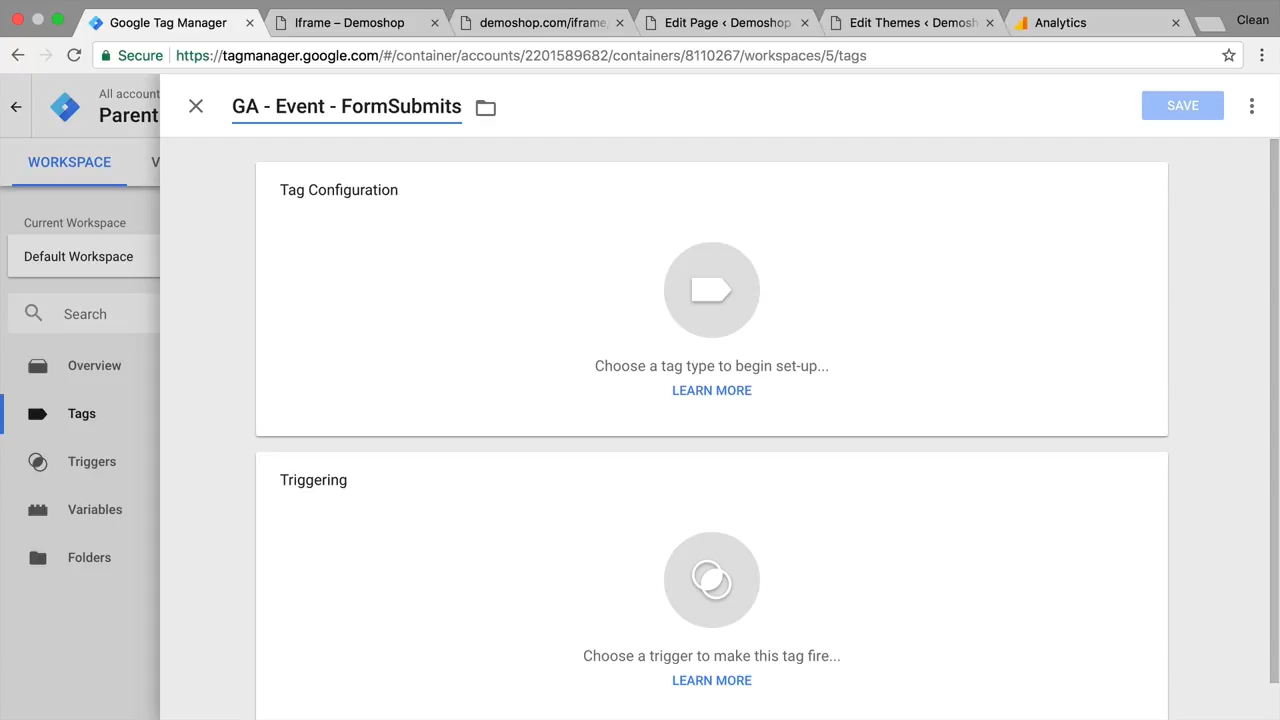 Google Tag Manager
Iframe – Demoshop
demoshop.com/iframe
Edit Page ‹ Demoshop
Edit Themes ‹ Demosh
Analytics
Clean
Secure
https://tagmanager.google.com/#/container/accounts/2201589682/containers/8110267/workspaces/5/tags
All account
Parent
GA - Event - FormSubmits
SAVE
WORKSPACE
V
Current Workspace
Default Workspace
Search
Overview
Tags
Triggers
Variables
Folders
Tag Configuration
Choose a tag type to begin set-up...
LEARN MORE
Triggering
Choose a trigger to make this tag fire...
LEARN MORE